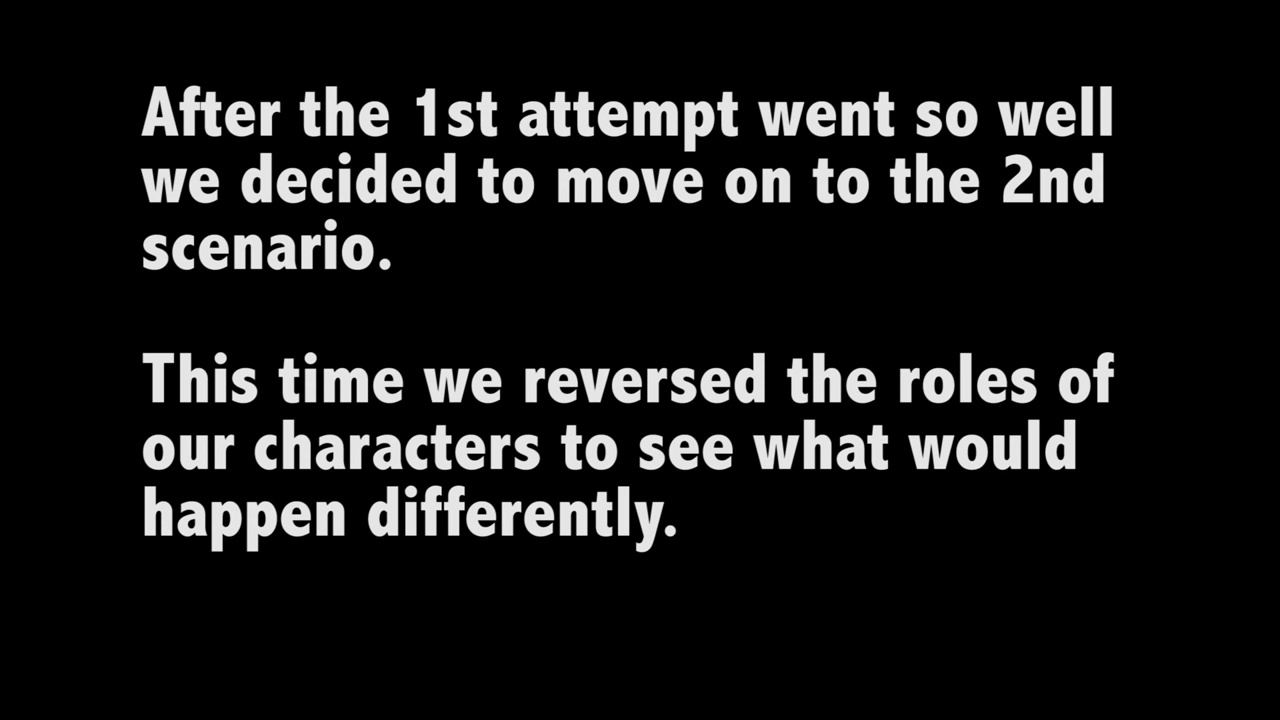 After the 1st attempt went so well
we decided to move on to the 2nd
scenario.
This time we reversed the roles of
our characters to see what would
happen differently.